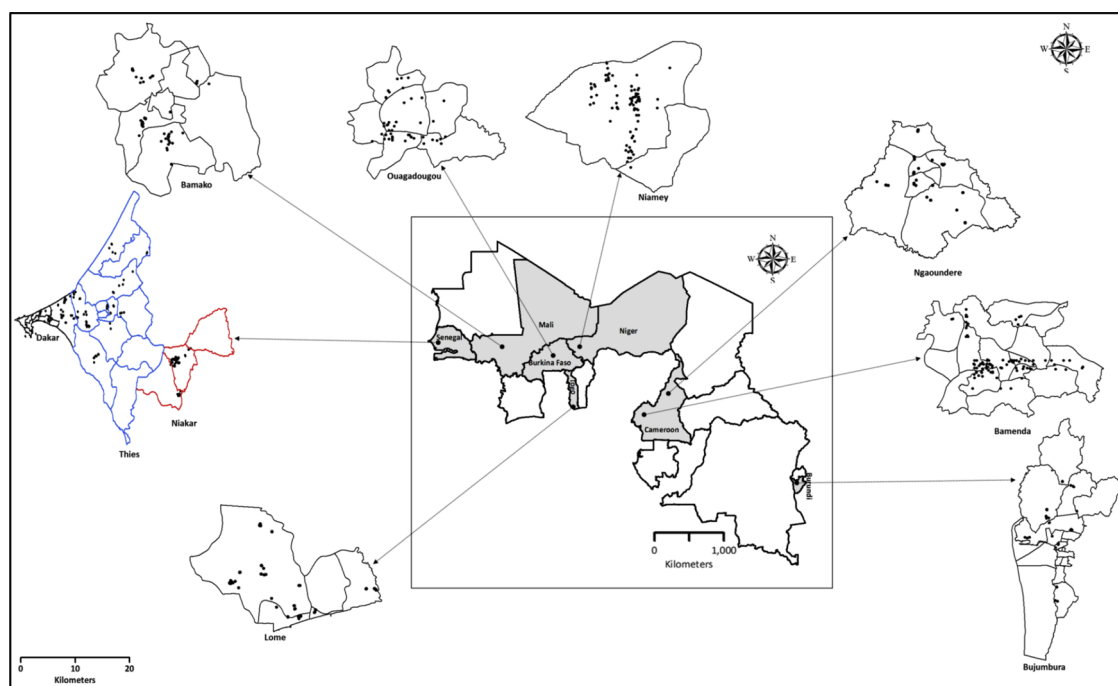 N
W E
S
Bamako
Ouagadougou
Niamey
Ngaoundere
N
W E
S
Mali
Niger
Senegal
Burkina Faso
Togo
Cameroon
Burundi
0 1,000
Kilometers
Dakar
Niakar
Thies
Bamenda
Lome
Bujumbura
0 10 20
Kilometers